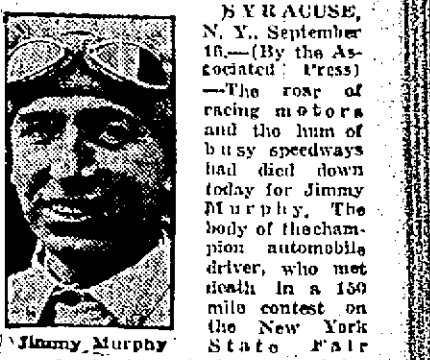 SYRACUSE,
N. Y., September
16.—(By the As-
sociated Press)
—The roar of
racing motors
and the hum of
busy speedways
had died down
today for Jimmy
Murphy. The
body of thecham-
pion automobile
driver, who met
death in a 150
mile contest on
the New York
State Fair
Jimmy Murphy